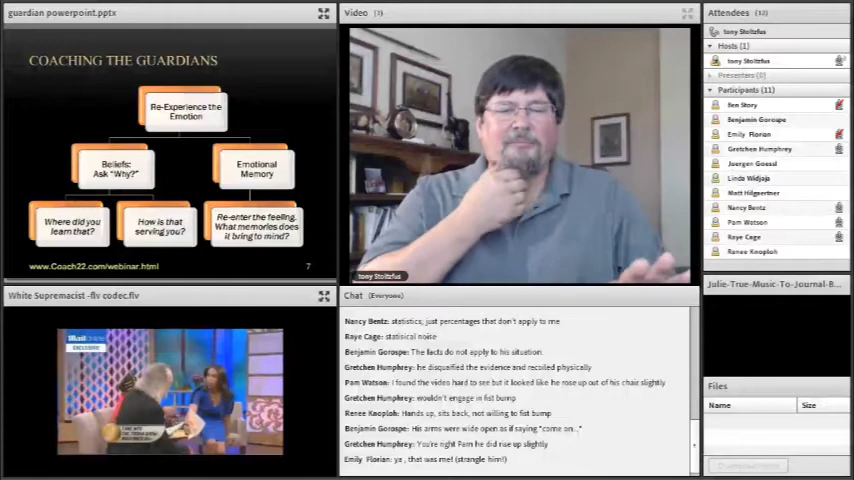 guardian powerpoint.pptx
COACHING THE GUARDIANS
Re-Experience the
Emotion
Beliefs:
Ask "Why?"
Emotional
Memory
Where did you
learn that?
How is that
serving you?
Re-enter the feeling.
What memories does
it bring to mind?
www.Coach22.com/webinar.html
7
White Supremacist -flv codec.flv
EXCLUSIVE
Video
tony Stoltzfus
Chat (Everyone)
Nancy Bentz: statistics, just percentages that don't apply to me
Raye Cage: statisical noise
Benjamin Gorospe: The facts do not apply to his situation
Gretchen Humphrey: he disqualified the evidence and recoiled physically
Pam Watson: I found the video hard to see but it looked like he rose up out of his chair slightly
Gretchen Humphrey: wouldn't engage in fist bump
Renee Knoploh: Hands up, sits back, not willing to fist bump
Benjamin Gorospe: His arms were wide open as if saying "come on..."
Gretchen Humphrey: You're right Pam he did rise up slightly
Emily Florian: ya , that was me! (strangle him!)
Attendees (12)
tony Stoltzfus
Hosts (1)
tony Stoltzfus
Presenters (0)
Participants (11)
Ben Story
Benjamin Gorospe
Emily Florian
Gretchen Humphrey
Joergen Goessl
Linda Widjaja
Matt Hilgaertner
Nancy Bentz
Pam Watson
Raye Cage
Renee Knoploh
Julie-True-Music-To-Journal-B...
Files
Name
Size